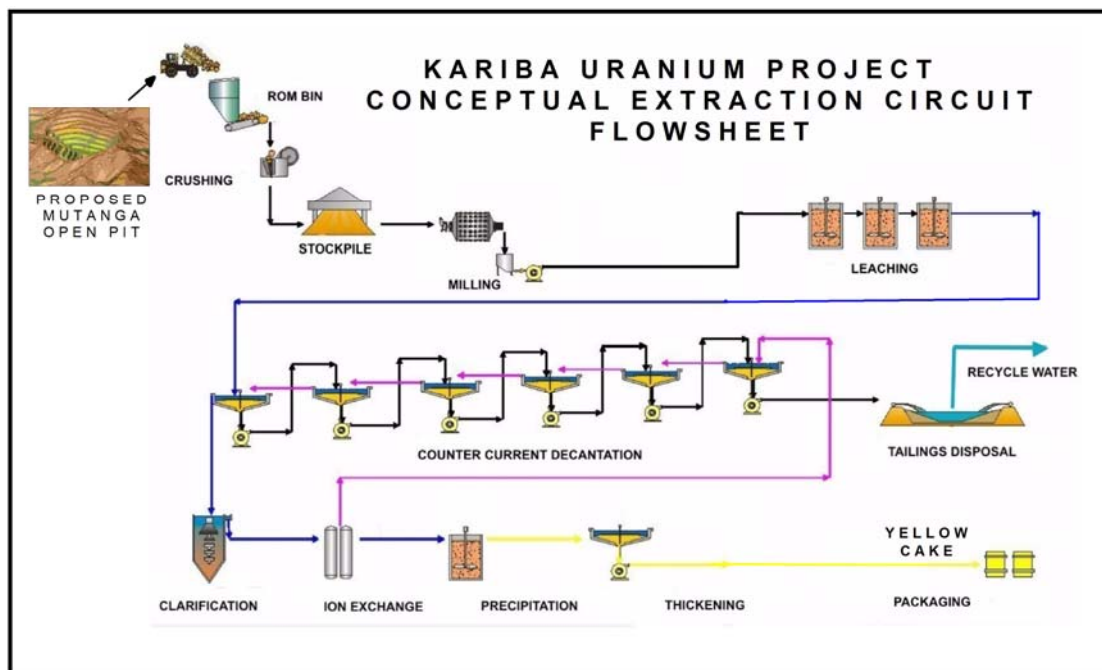 KARIBA URANIUM PROJECT
CONCEPTUAL EXTRACTION CIRCUIT
FLOWSHEET
ROM BIN
CRUSHING
PROPOSED
MUTANGA
OPEN PIT
STOCKPILE
MILLING
LEACHING
RECYCLE WATER
COUNTER CURRENT DECANTATION
TAILINGS DISPOSAL
YELLOW
CAKE
CLARIFICATION
ION EXCHANGE
PRECIPITATION
THICKENING
PACKAGING